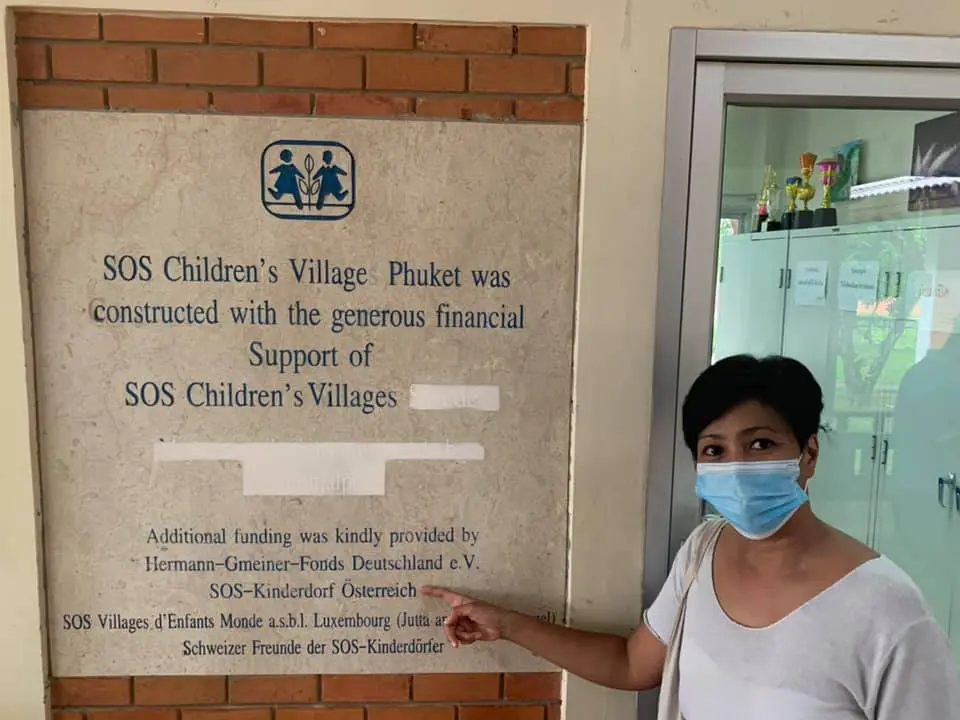 SOS Children's Village Phuket was
constructed with the generous financial
Support of
SOS Children's Villages
Additional funding was kindly provided by
Hermann-Gmeiner-Fonds Deutschland e.V.
SOS-Kinderdorf Österreich
SOS Villages d'Enfants Monde a.s.b.l. Luxembourg (Jutta
Schweizer Freunde der SOS-Kinderdörfer